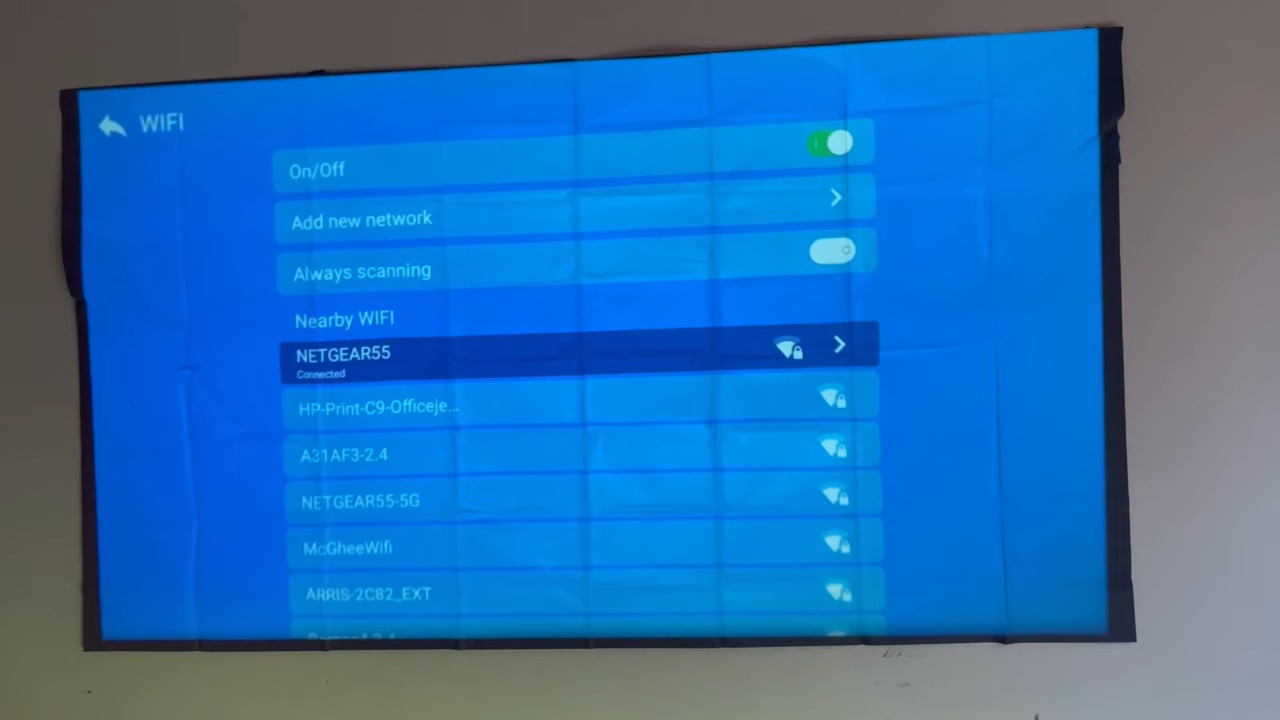 WIFI
On/Off
Add new network
Always scanning
Nearby WIFI
NETGEAR55
Connected
HP-Print-C9-Officeje...
A31AF3-2.4
NETGEAR55-5G
McGheeWifi
ARRIS-2C82_EXT